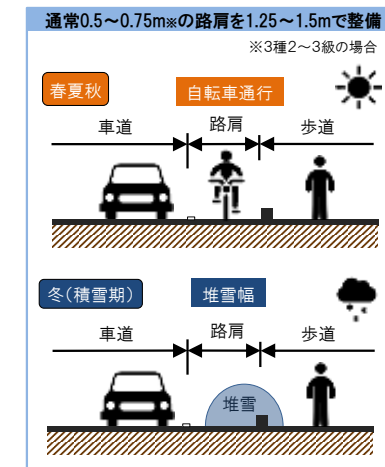 通常0.5～0.75m※の路肩を1.25～1.5mで整備
※3種2～3級の場合
春夏秋
自転車通行
車道 路肩 歩道
冬(積雪期)
堆雪幅
車道 路肩 歩道
堆雪